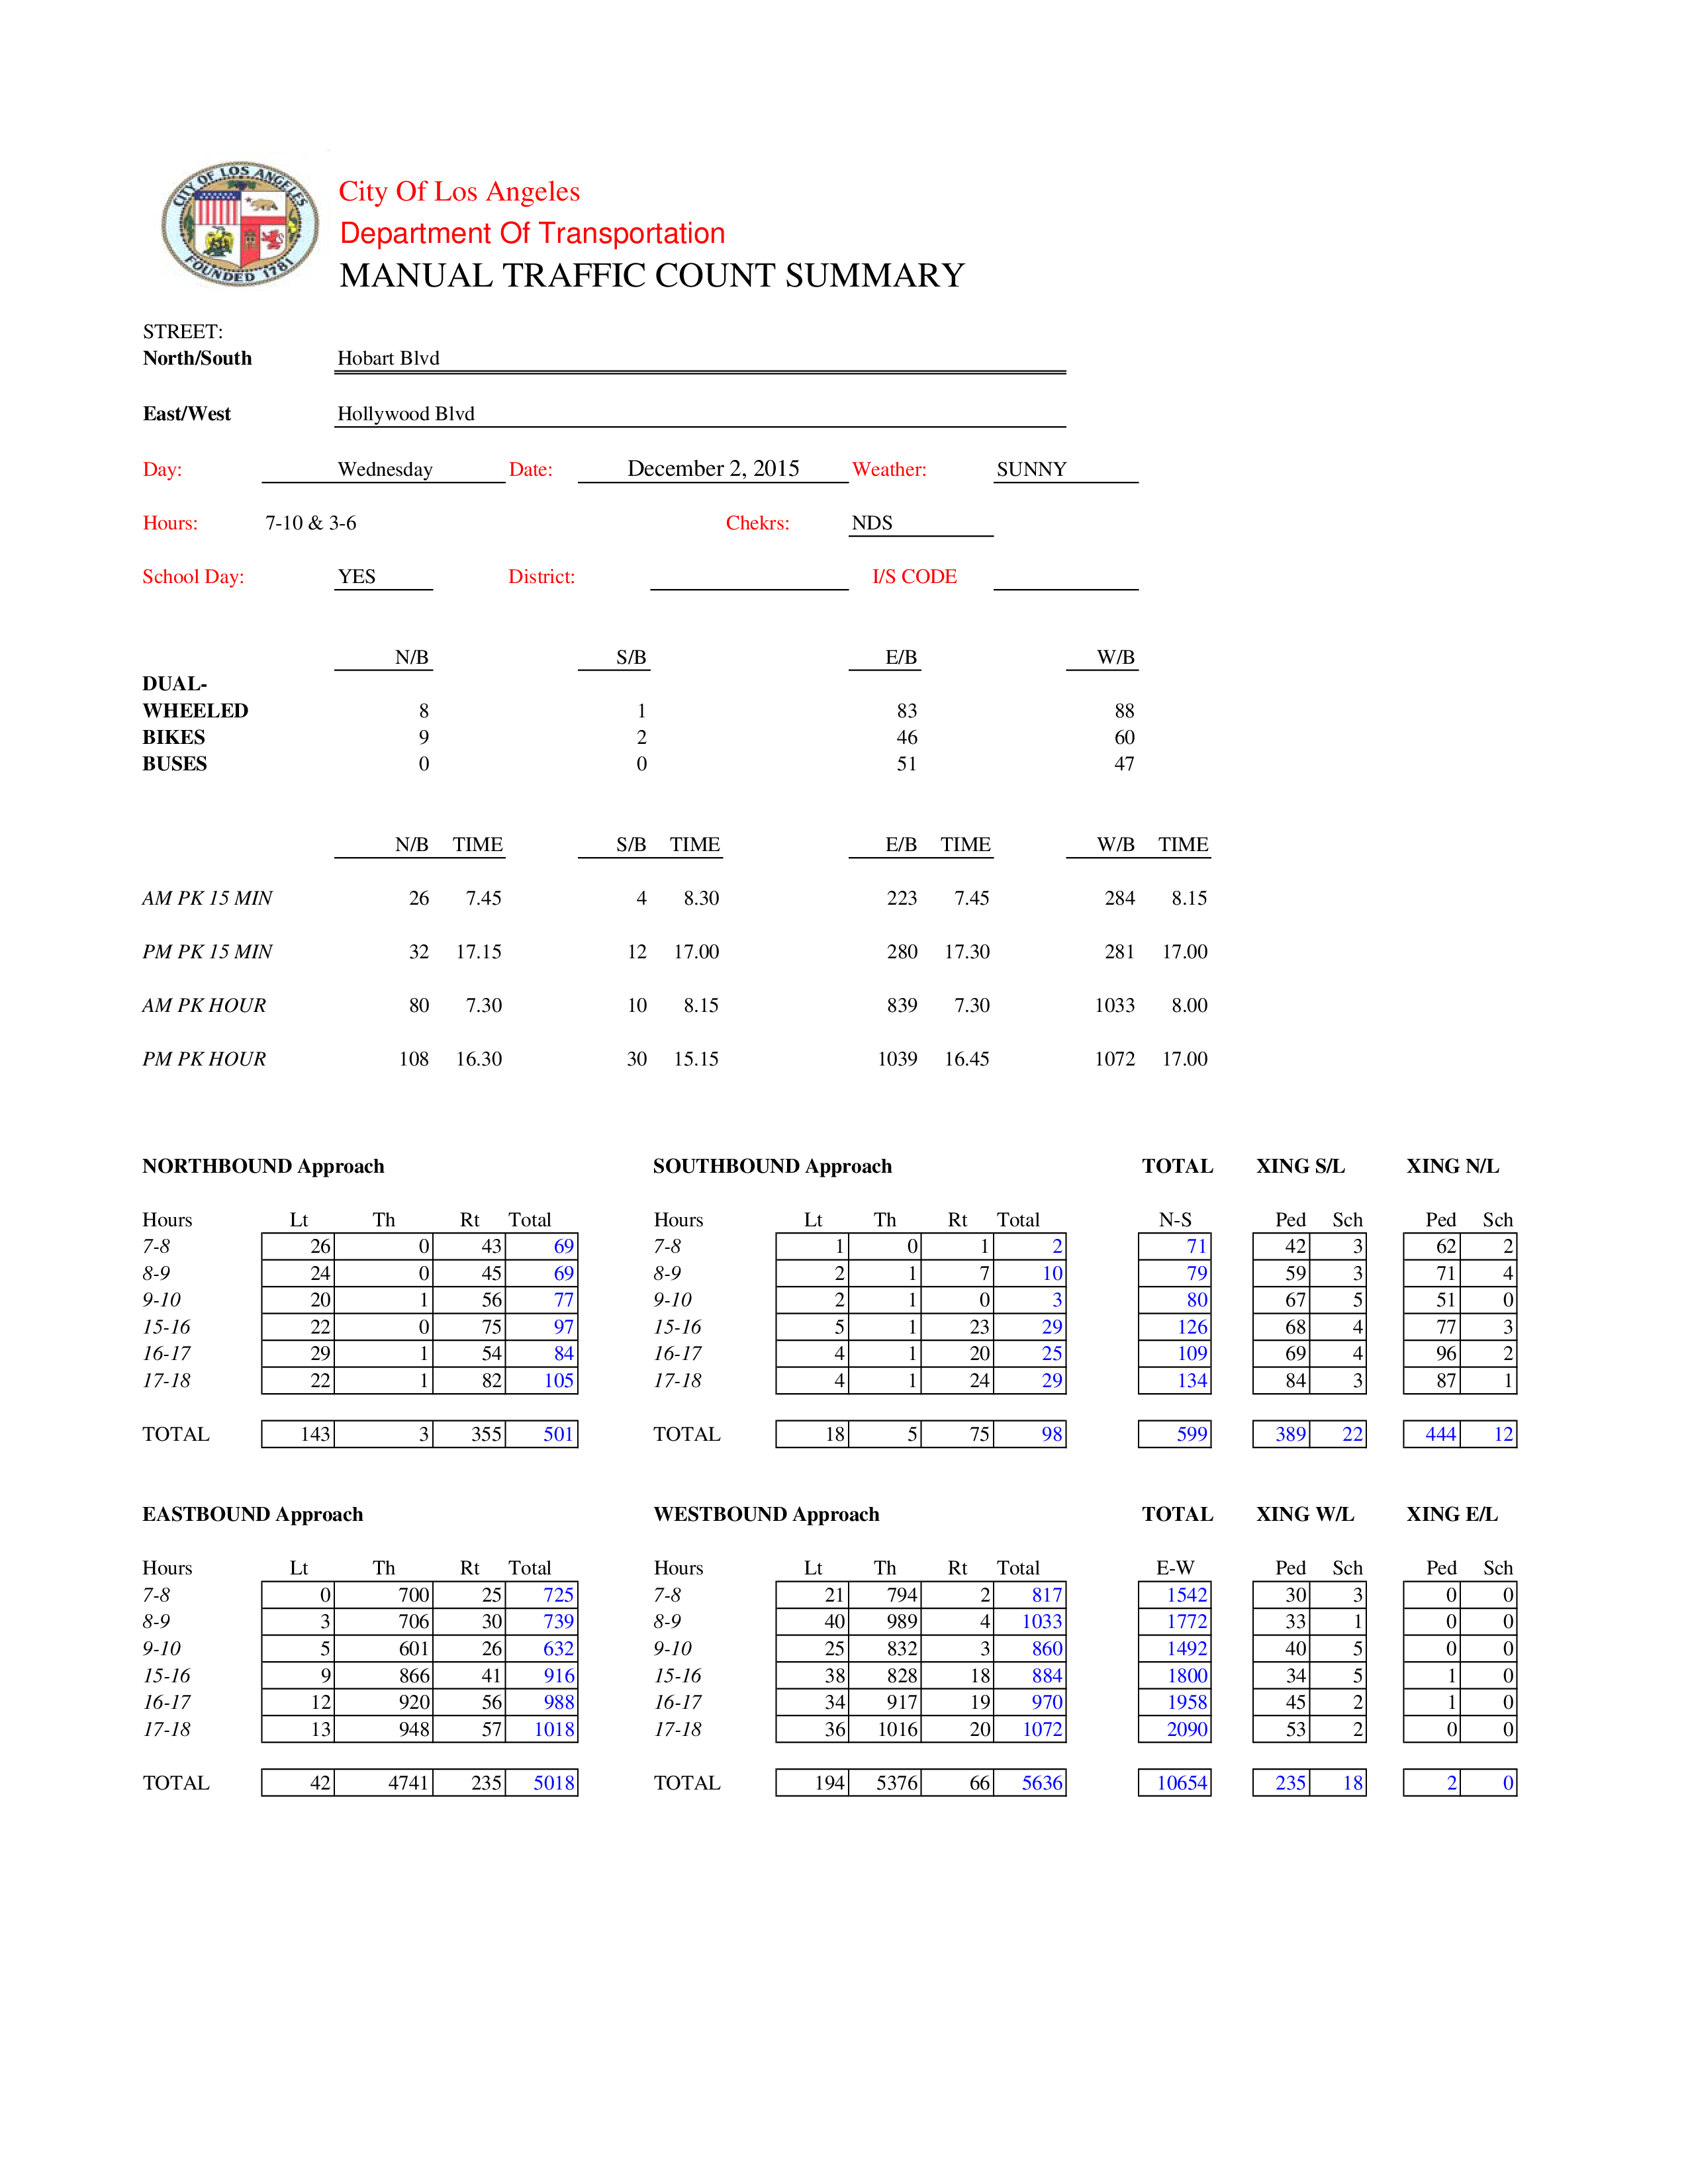 CITY OF LOS ANGELES
FOUNDED 1781
City Of Los Angeles
Department Of Transportation
MANUAL TRAFFIC COUNT SUMMARY
STREET:
North/South Hobart Blvd
East/West Hollywood Blvd
Day: Wednesday Date: December 2, 2015 Weather: SUNNY
Hours: 7-10 & 3-6 Chekrs: NDS
School Day: YES District: I/S CODE
N/B S/B E/B W/B
DUAL-
WHEELED 8 1 83 88
BIKES 9 2 46 60
BUSES 0 0 51 47
N/B TIME S/B TIME E/B TIME W/B TIME
AM PK 15 MIN 26 7.45 4 8.30 223 7.45 284 8.15
PM PK 15 MIN 32 17.15 12 17.00 280 17.30 281 17.00
AM PK HOUR 80 7.30 10 8.15 839 7.30 1033 8.00
PM PK HOUR 108 16.30 30 15.15 1039 16.45 1072 17.00
NORTHBOUND Approach SOUTHBOUND Approach TOTAL XING S/L XING N/L
Hours Lt Th Rt Total Hours Lt Th Rt Total N-S Ped Sch Ped Sch
7-8 26 0 43 69 7-8 1 0 1 2 71 42 3 62 2
8-9 24 0 45 69 8-9 2 1 7 10 79 59 3 71 4
9-10 20 1 56 77 9-10 2 1 0 3 80 67 5 51 0
15-16 22 0 75 97 15-16 5 1 23 29 126 68 4 77 3
16-17 29 1 54 84 16-17 4 1 20 25 109 69 4 96 2
17-18 22 1 82 105 17-18 4 1 24 29 134 84 3 87 1
TOTAL 143 3 355 501 TOTAL 18 5 75 98 599 389 22 444 12
EASTBOUND Approach WESTBOUND Approach TOTAL XING W/L XING E/L
Hours Lt Th Rt Total Hours Lt Th Rt Total E-W Ped Sch Ped Sch
7-8 0 700 25 725 7-8 21 794 2 817 1542 30 3 0 0
8-9 3 706 30 739 8-9 40 989 4 1033 1772 33 1 0 0
9-10 5 601 26 632 9-10 25 832 3 860 1492 40 5 0 0
15-16 9 866 41 916 15-16 38 828 18 884 1800 34 5 1 0
16-17 12 920 56 988 16-17 34 917 19 970 1958 45 2 1 0
17-18 13 948 57 1018 17-18 36 1016 20 1072 2090 53 2 0 0
TOTAL 42 4741 235 5018 TOTAL 194 5376 66 5636 10654 235 18 2 0